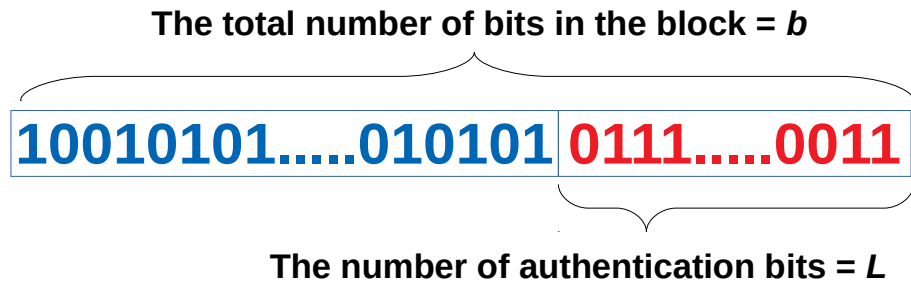 The total number of bits in the block = b
10010101.....010101 0111.....0011
The number of authentication bits = L